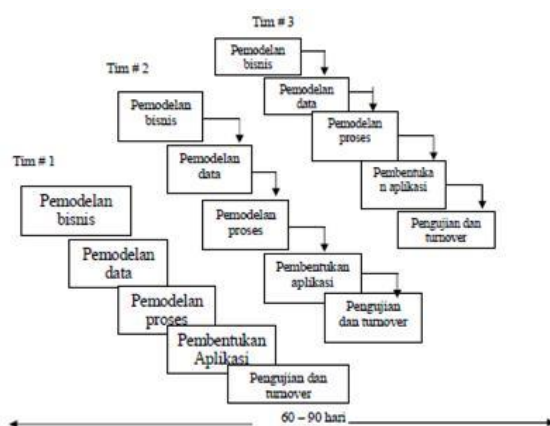 Tim # 3
Pemodelan
bisnis
Pemodelan
data
Pemodelan
proses
Pembentuka
n aplikasi
Pengujian dan
turnover
Tim # 2
Pemodelan
bisnis
Pemodelan
data
Pemodelan
proses
Pembentukan
aplikasi
Pengujian
dan turnover
Tim # 1
Pemodelan
bisnis
Pemodelan
data
Pemodelan
proses
Pembentukan
Aplikasi
Pengujian dan
turnover
60 – 90 hari